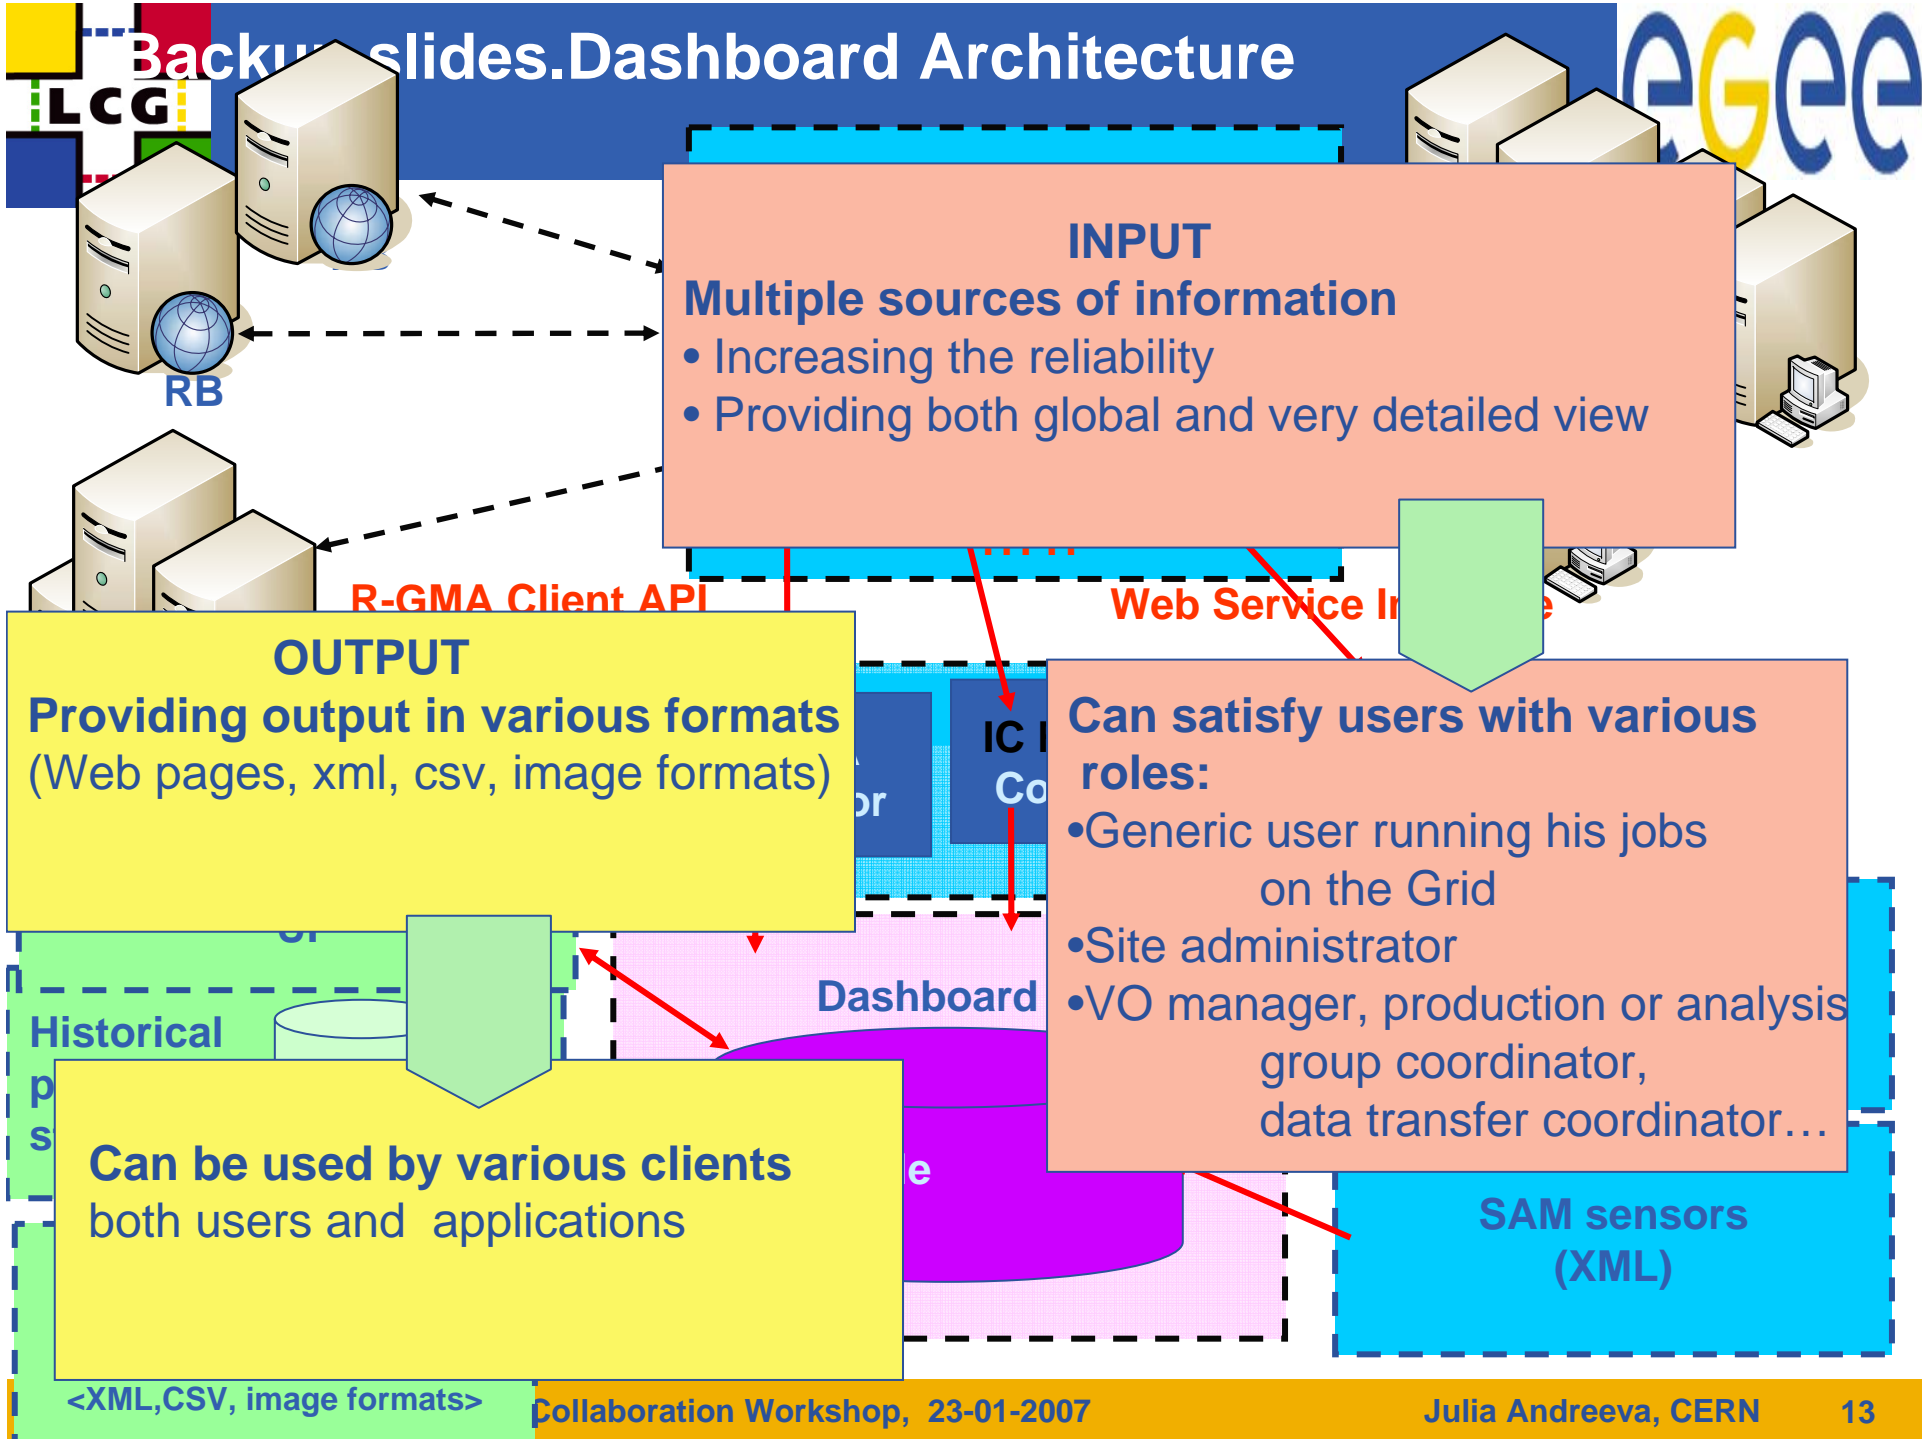 slides.Dashboard Architecture
LCG
eGee
INPUT
Multiple sources of information
• Increasing the reliability
• Providing both global and very detailed view
RB
R-GMA Client API
Web Service
OUTPUT
Providing output in various formats
(Web pages, xml, csv, image formats)
IC
Can satisfy users with various
roles:
•Generic user running his jobs
on the Grid
•Site administrator
•VO manager, production or analysis
group coordinator,
data transfer coordinator…
Dashboard
Historical
Can be used by various clients
both users and applications
SAM sensors
(XML)
<XML,CSV, image formats>
Collaboration Workshop, 23-01-2007
Julia Andreeva, CERN
13